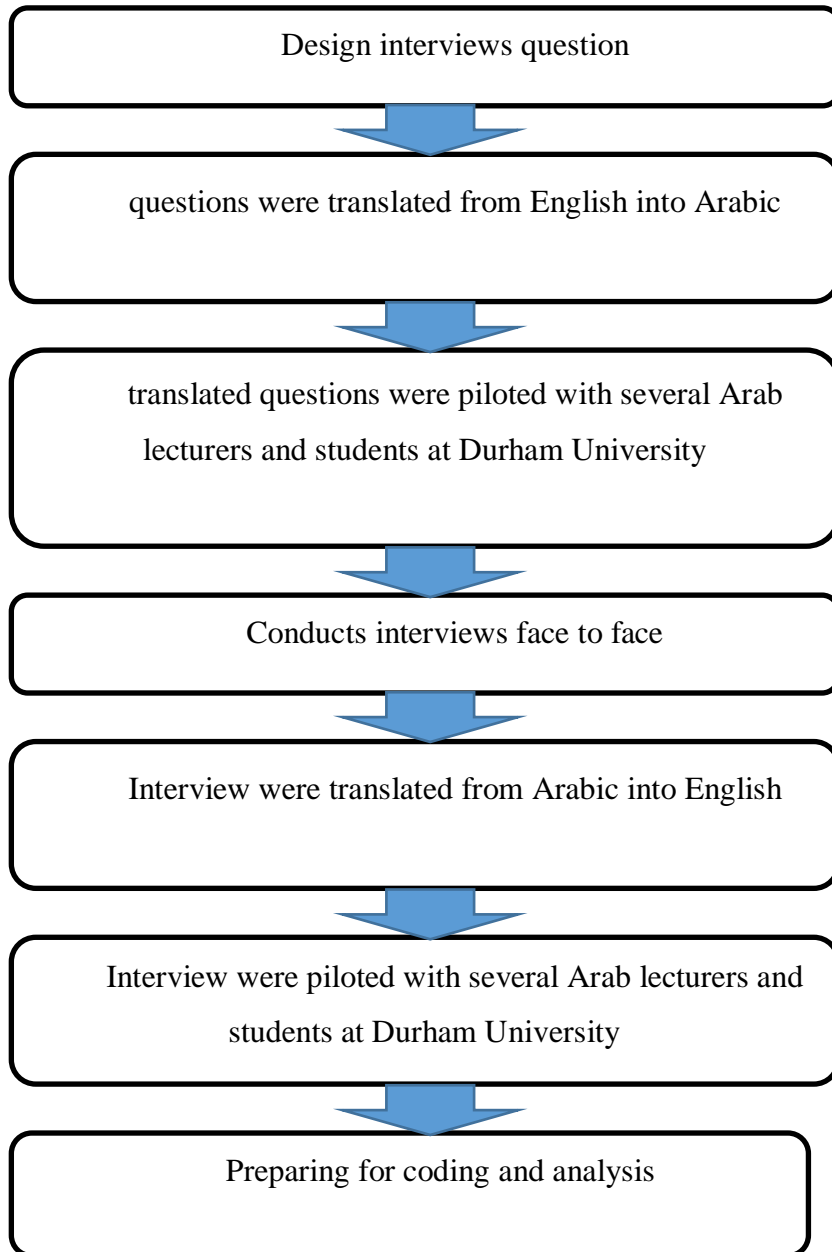 Design interviews question
questions were translated from English into Arabic
translated questions were piloted with several Arab
lecturers and students at Durham University
Conducts interviews face to face
Interview were translated from Arabic into English
Interview were piloted with several Arab lecturers and
students at Durham University
Preparing for coding and analysis